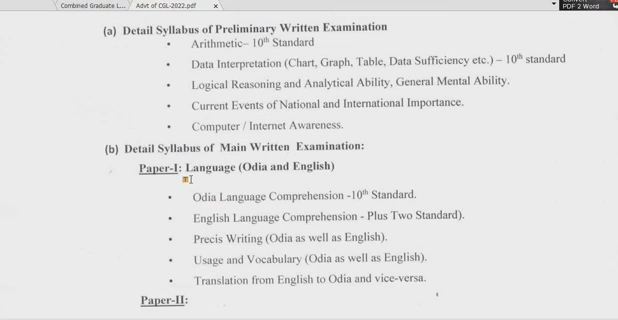 Combined Graduate L...
Advt of CGL-2022.pdf
x
PDF 2 Word
(a) Detail Syllabus of Preliminary Written Examination
• Arithmetic– 10th Standard
• Data Interpretation (Chart, Graph, Table, Data Sufficiency etc.) – 10th standard
• Logical Reasoning and Analytical Ability, General Mental Ability.
• Current Events of National and International Importance.
• Computer / Internet Awareness.
(b) Detail Syllabus of Main Written Examination:
Paper-I: Language (Odia and English)
• Odia Language Comprehension -10th Standard.
• English Language Comprehension - Plus Two Standard).
• Precis Writing (Odia as well as English).
• Usage and Vocabulary (Odia as well as English).
• Translation from English to Odia and vice-versa.
Paper-II: